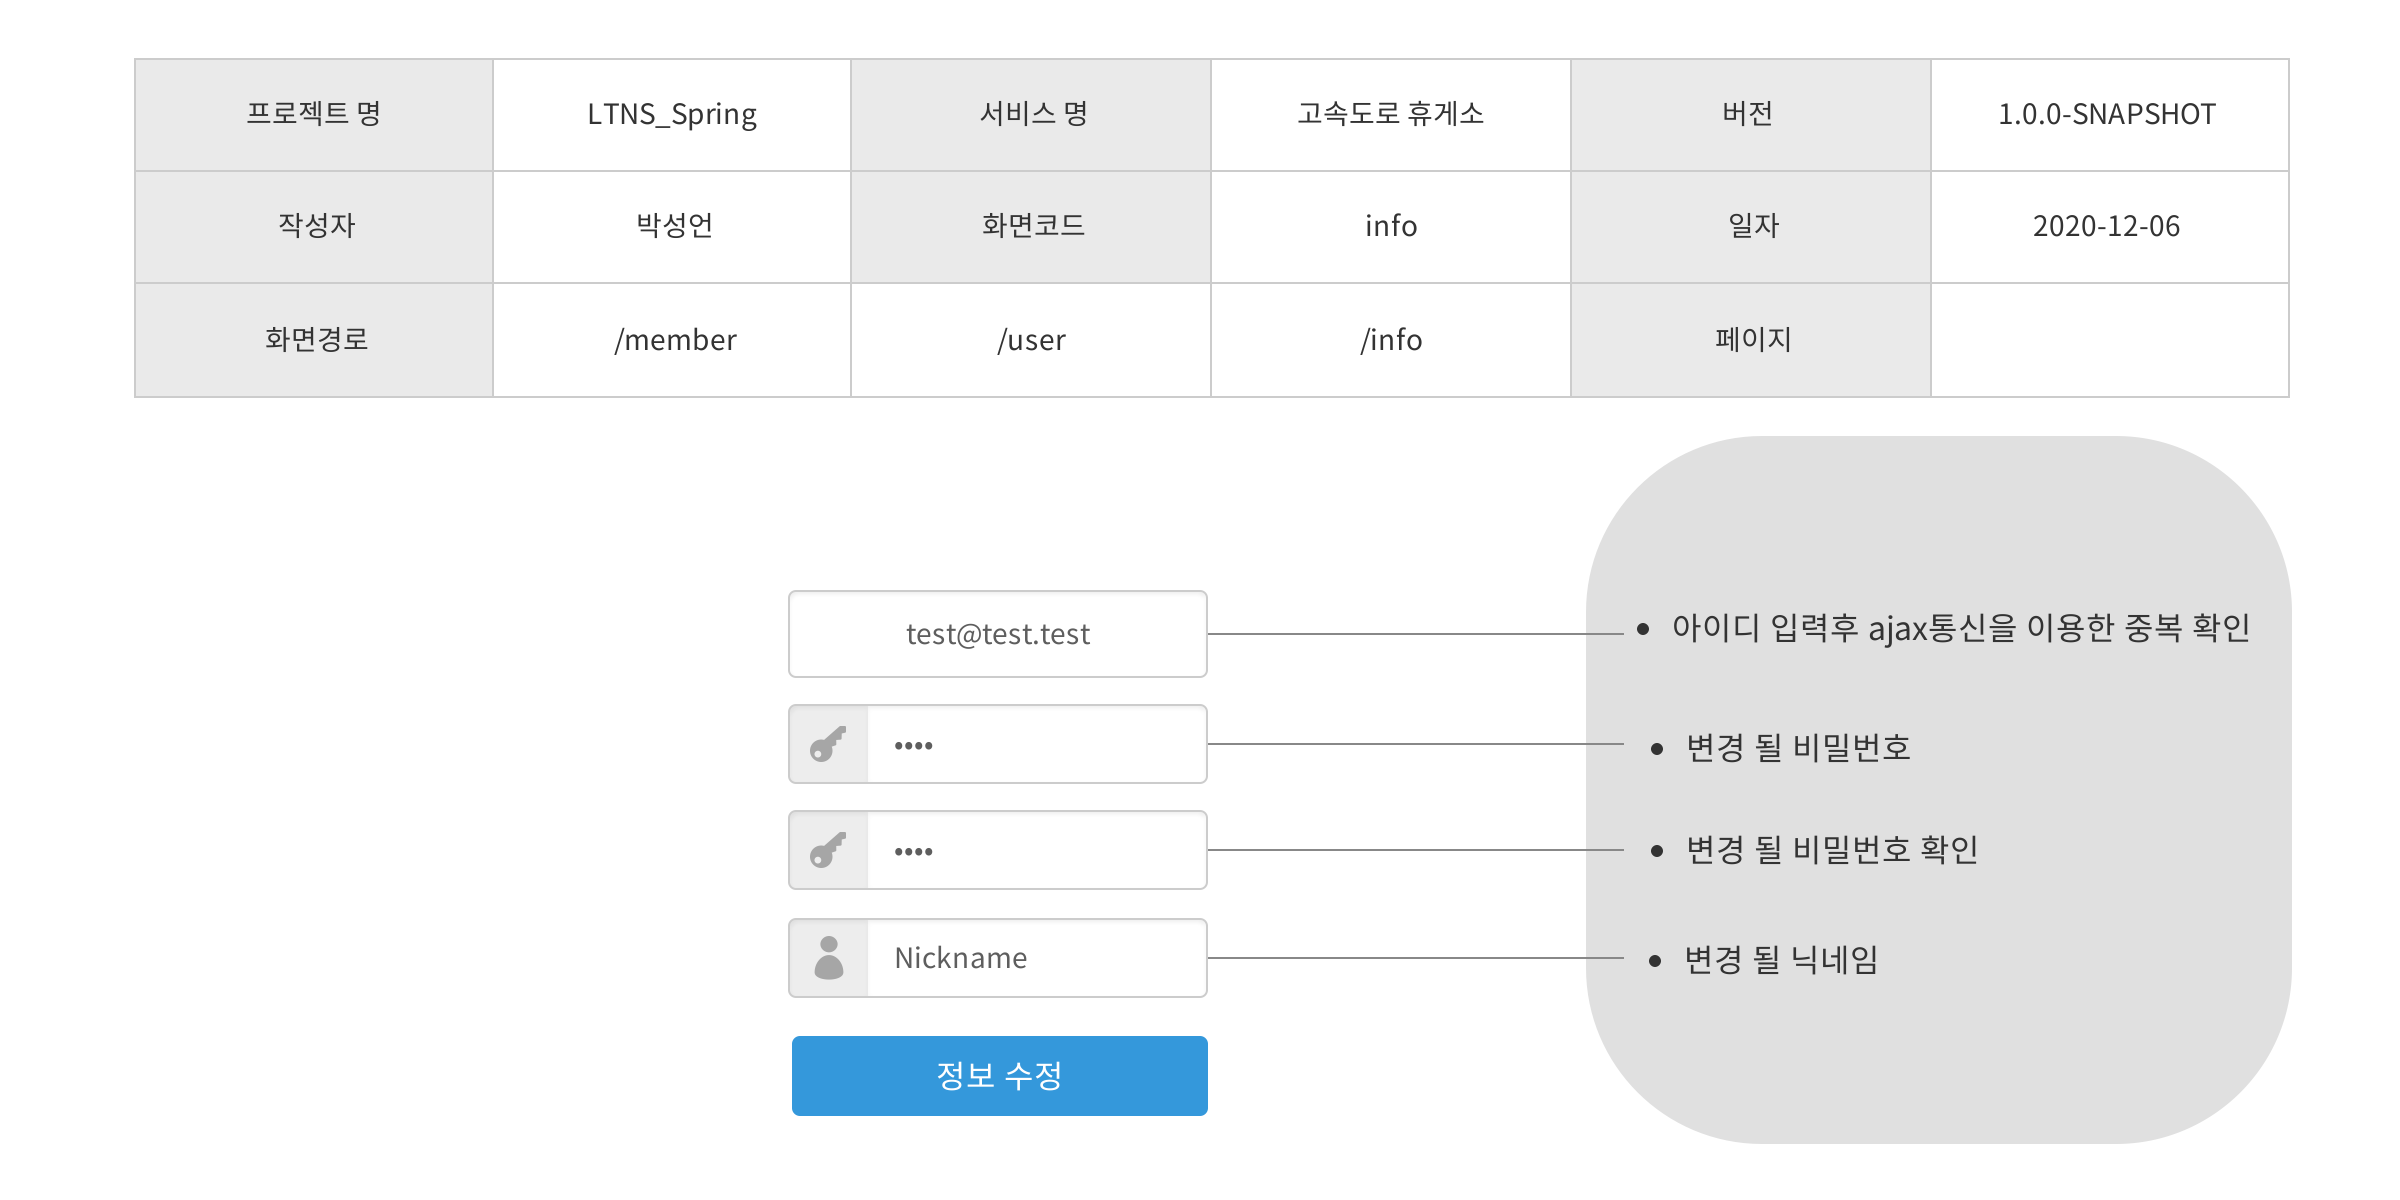 프로젝트 명 LTNS_Spring 서비스 명 고속도로 휴게소 버전 1.0.0-SNAPSHOT
작성자 박성언 화면코드 info 일자 2020-12-06
화면경로 /member /user /info 페이지
test@test.test
• 아이디 입력후 ajax통신을 이용한 중복 확인
••••
• 변경 될 비밀번호
••••
• 변경 될 비밀번호 확인
Nickname
• 변경 될 닉네임
정보 수정